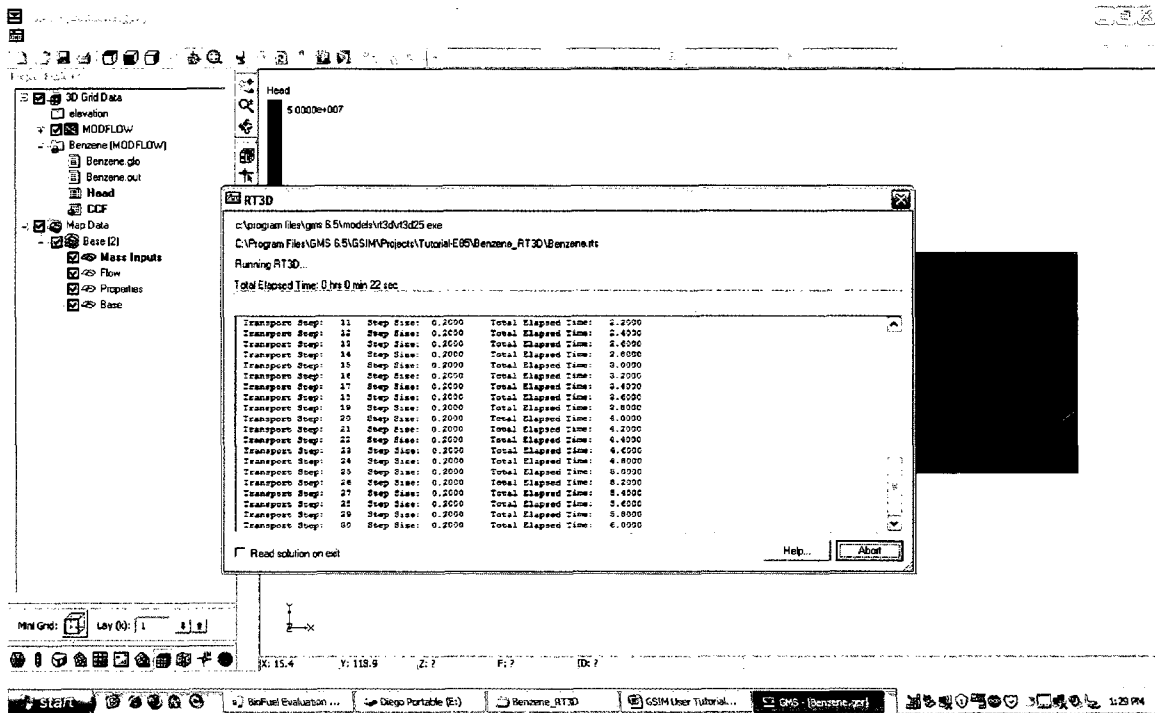 Head
5.0000e+007
3D Grid Data
elevation
MODFLOW
Benzene (MODFLOW)
Benzene.glo
Benzene.out
Head
CCF
Map Data
Base (2)
Mass Inputs
Flow
Properties
Base
RT3D
c:\program files\gms 6.5\models\rt3d\rt3d25 exe
C:\Program Files\GMS 6.5\GSIM\Projects\Tutorial-E85\Benzene_RT3D\Benzene.rts
Running RT3D...
Total Elapsed Time: 0 hrs 0 min 22 sec
Transport Step: 11 Step Size: 0.2000 Total Elapsed Time: 2.2000
Transport Step: 12 Step Size: 0.2000 Total Elapsed Time: 2.4000
Transport Step: 13 Step Size: 0.2000 Total Elapsed Time: 2.6000
Transport Step: 14 Step Size: 0.2000 Total Elapsed Time: 2.8000
Transport Step: 15 Step Size: 0.2000 Total Elapsed Time: 3.0000
Transport Step: 16 Step Size: 0.2000 Total Elapsed Time: 3.2000
Transport Step: 17 Step Size: 0.2000 Total Elapsed Time: 3.4000
Transport Step: 18 Step Size: 0.2000 Total Elapsed Time: 3.6000
Transport Step: 19 Step Size: 0.2000 Total Elapsed Time: 3.8000
Transport Step: 20 Step Size: 0.2000 Total Elapsed Time: 4.0000
Transport Step: 21 Step Size: 0.2000 Total Elapsed Time: 4.2000
Transport Step: 22 Step Size: 0.2000 Total Elapsed Time: 4.4000
Transport Step: 23 Step Size: 0.2000 Total Elapsed Time: 4.6000
Transport Step: 24 Step Size: 0.2000 Total Elapsed Time: 4.8000
Transport Step: 25 Step Size: 0.2000 Total Elapsed Time: 5.0000
Transport Step: 26 Step Size: 0.2000 Total Elapsed Time: 5.2000
Transport Step: 27 Step Size: 0.2000 Total Elapsed Time: 5.4000
Transport Step: 28 Step Size: 0.2000 Total Elapsed Time: 5.6000
Transport Step: 29 Step Size: 0.2000 Total Elapsed Time: 5.8000
Transport Step: 30 Step Size: 0.2000 Total Elapsed Time: 6.0000
Read solution on exit
Help...
Abort
Mini Grid:
Lay (k): 1
Y
Z X
X: 15.4 Y: 118.9 Z: ? F: ? ID: ?
start
BioFuel Evaluation ...
Diego Portable (E:)
Benzene_RT3D
GSIM User Tutorial...
GMS - [Benzene.gpr]
1:29 PM